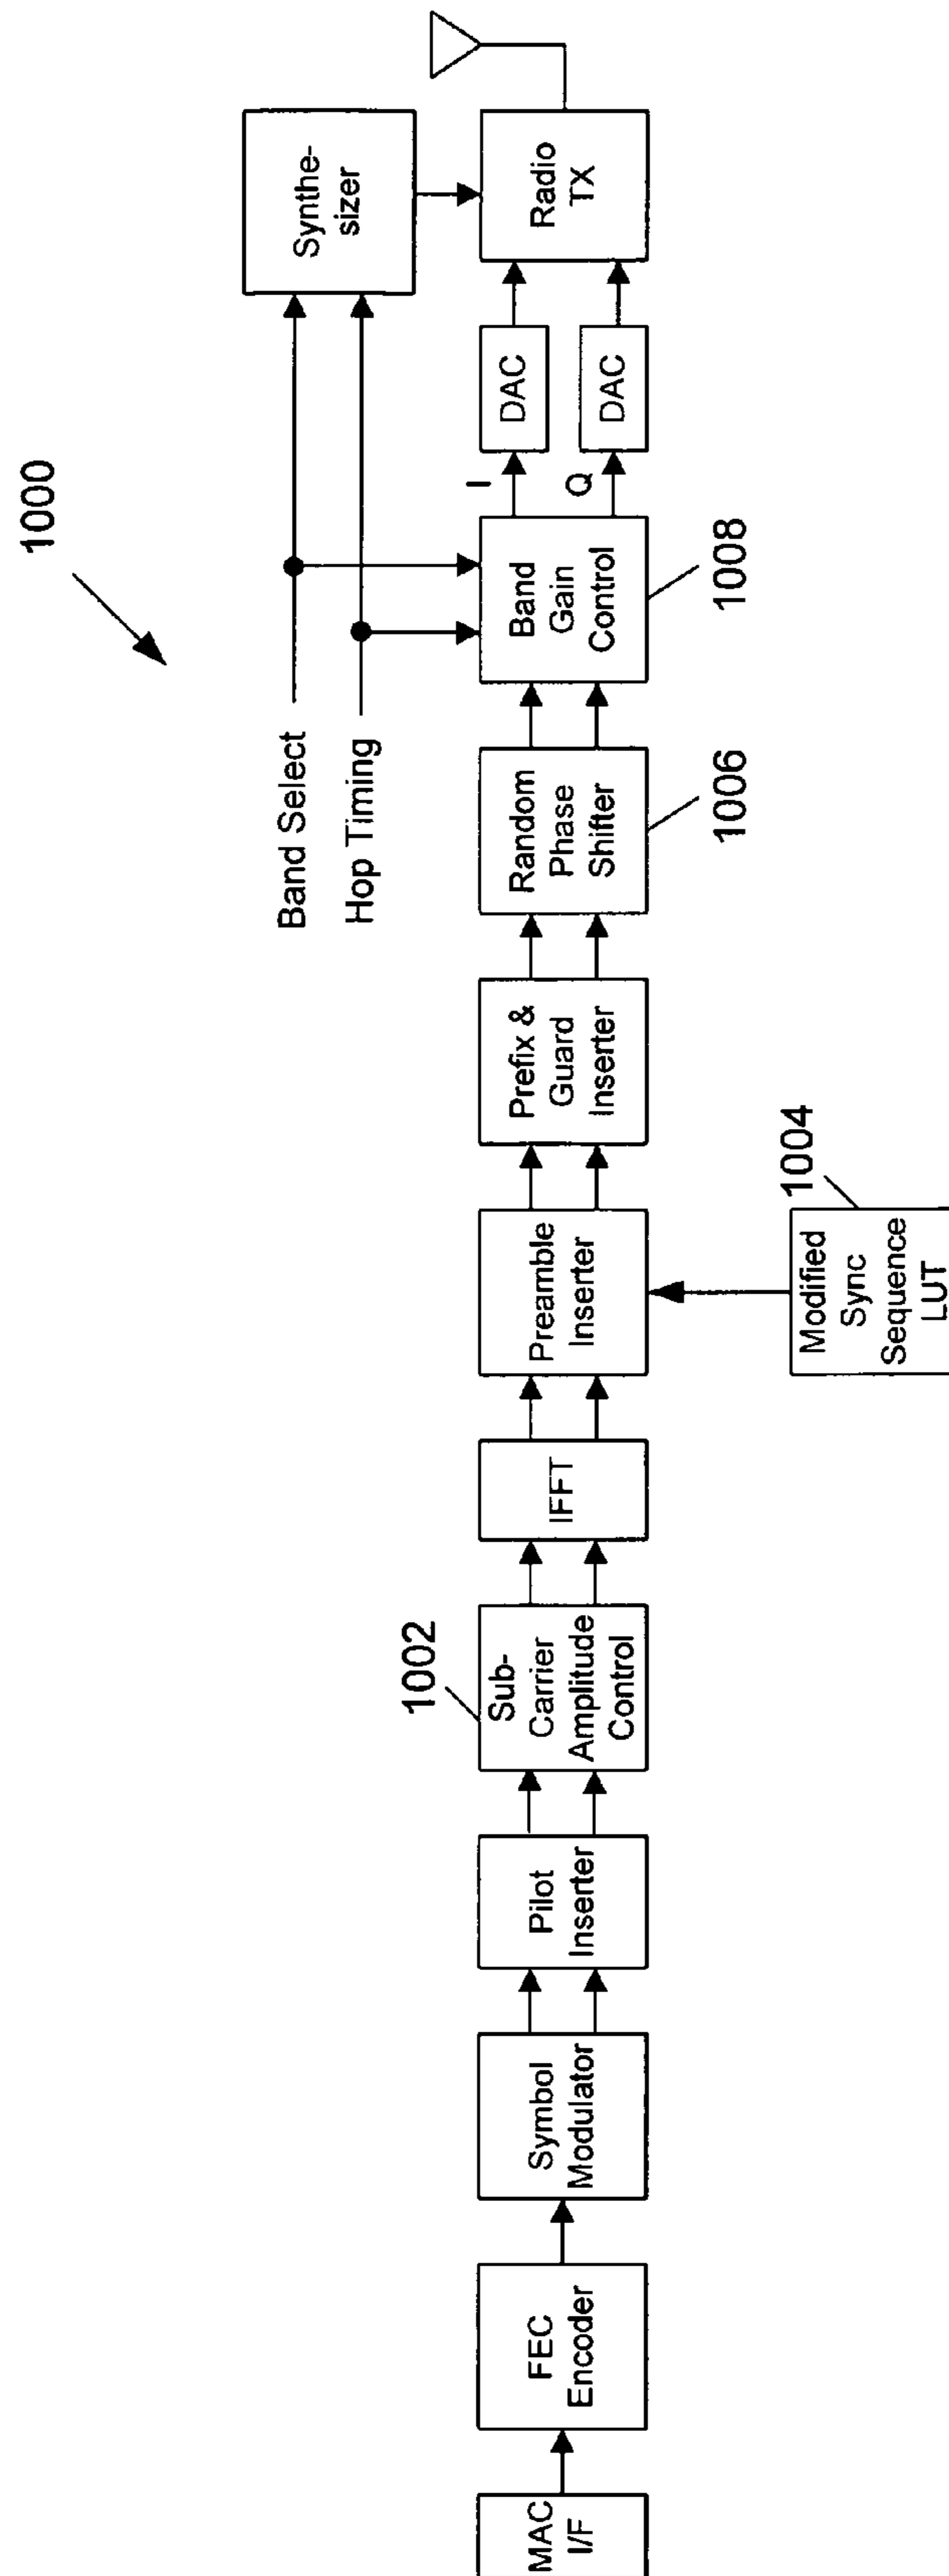 1000
Band Select
Hop Timing
Synthe-
sizer
MAC
I/F
FEC
Encoder
Symbol
Modulator
Pilot
Inserter
1002
Sub-
Carrier
Amplitude
Control
IFFT
Preamble
Inserter
1004
Modified
Sync
Sequence
LUT
Prefix &
Guard
Inserter
Random
Phase
Shifter
1006
Band
Gain
Control
1008
I
Q
DAC
DAC
Radio
TX